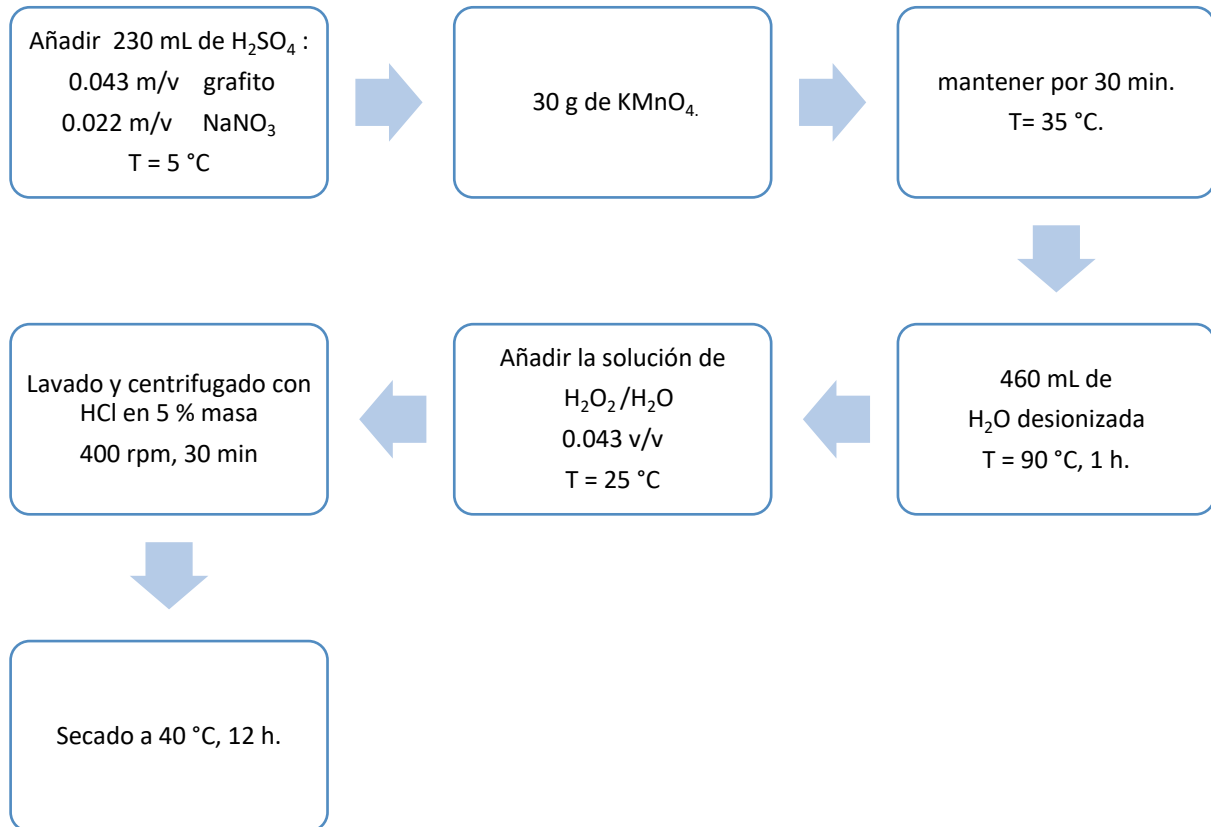 Añadir 230 mL de H₂SO₄ :
0.043 m/v grafito
0.022 m/v NaNO₃
T = 5 °C
30 g de KMnO₄.
mantener por 30 min.
T= 35 °C.
460 mL de
H₂O desionizada
T = 90 °C, 1 h.
Añadir la solución de
H₂O₂ /H₂O
0.043 v/v
T = 25 °C
Lavado y centrifugado con
HCl en 5 % masa
400 rpm, 30 min
Secado a 40 °C, 12 h.